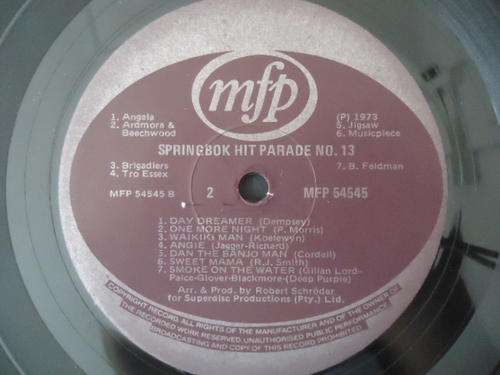 mfp
1. Angela
2. Ardmore &
Beechwood
3. Brigadiers
4. Tro Essex
(P) 1973
5. Jigsaw
6. Musicpiece
7. B. Feldman
SPRINGBOK HIT PARADE NO. 13
MFP 54545 B
2
MFP 54545
1. DAY DREAMER (Dempsey)
2. ONE MORE NIGHT (P. Morris)
3. WAIKIKI MAN (Koelewyn)
4. ANGIE (Jagger-Richard)
5. DAN THE BANJO MAN (Cordell)
6. SWEET MAMA (R.J. Smith)
7. SMOKE ON THE WATER (Gillan Lord-
Paice-Glover-Blackmore-(Deep Purple)
Arr. & Prod. by Robert Schröder
for Superdisc Productions (Pty.) Ltd.
COPYRIGHT RECORD. ALL RIGHTS OF THE MANUFACTURER AND OF THE OWNER OF
THE RECORDED WORK RESERVED. UNAUTHORISED PUBLIC PERFORMANCE.
BROADCASTING AND COPY OF THIS RECORD PROHIBITED.